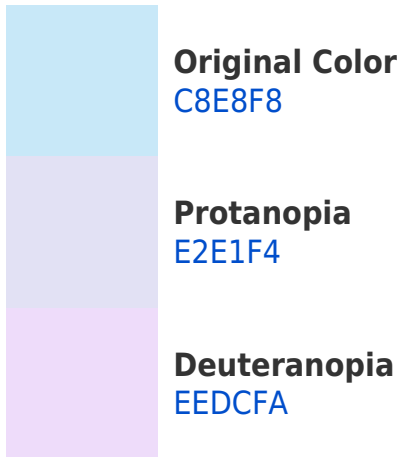 Original Color
C8E8F8
Protanopia
E2E1F4
Deuteranopia
EEDCFA